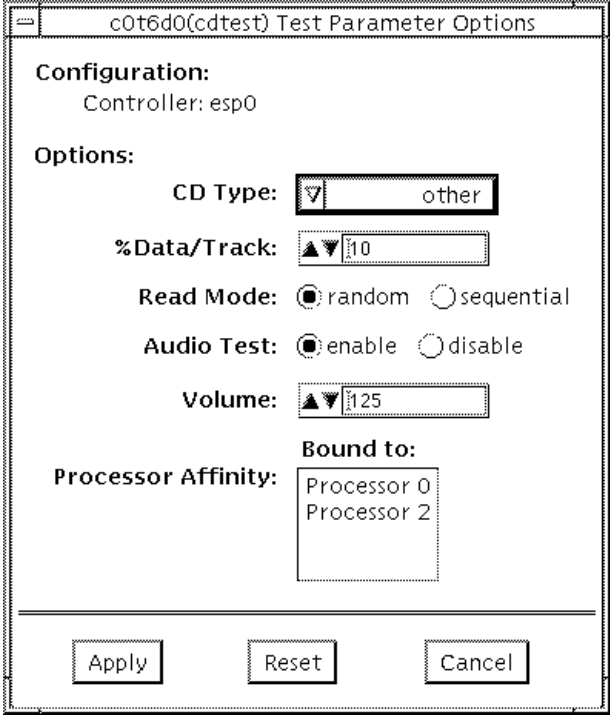 c0t6d0(cdtest) Test Parameter Options
Configuration:
Controller: esp0
Options:
CD Type: other
%Data/Track: 10
Read Mode: random sequential
Audio Test: enable disable
Volume: 125
Bound to:
Processor Affinity:
Processor 0
Processor 2
Apply Reset Cancel